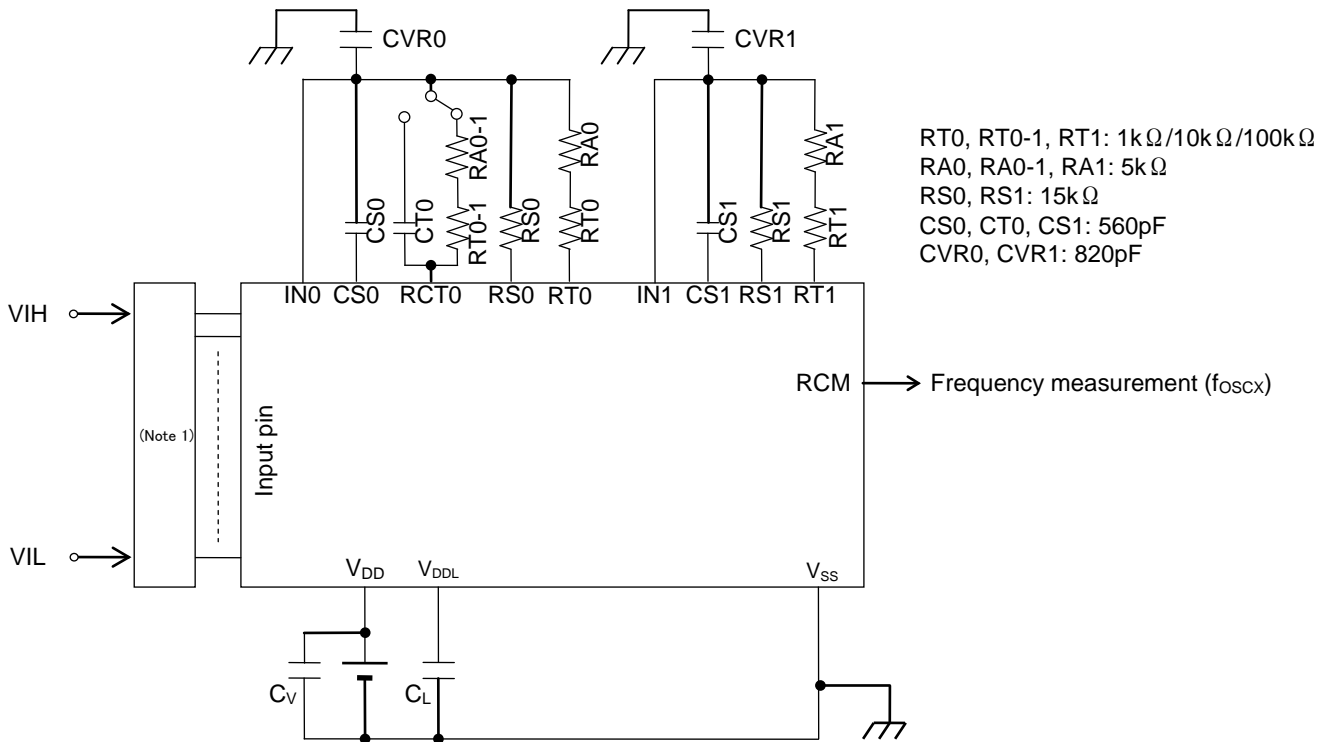 CVR0
CVR1
RA0-1
RA0
RA1
CS0
CT0
RT0-1
RS0
RT0
CS1
RS1
RT1
RT0, RT0-1, RT1: 1kΩ/10kΩ/100kΩ
RA0, RA0-1, RA1: 5kΩ
RS0, RS1: 15kΩ
CS0, CT0, CS1: 560pF
CVR0, CVR1: 820pF
IN0 CS0 RCT0 RS0 RT0
IN1 CS1 RS1 RT1
VIH
RCM
Frequency measurement (fOSCX)
(Note 1)
Input pin
VIL
VDD
VDDL
VSS
CV
CL